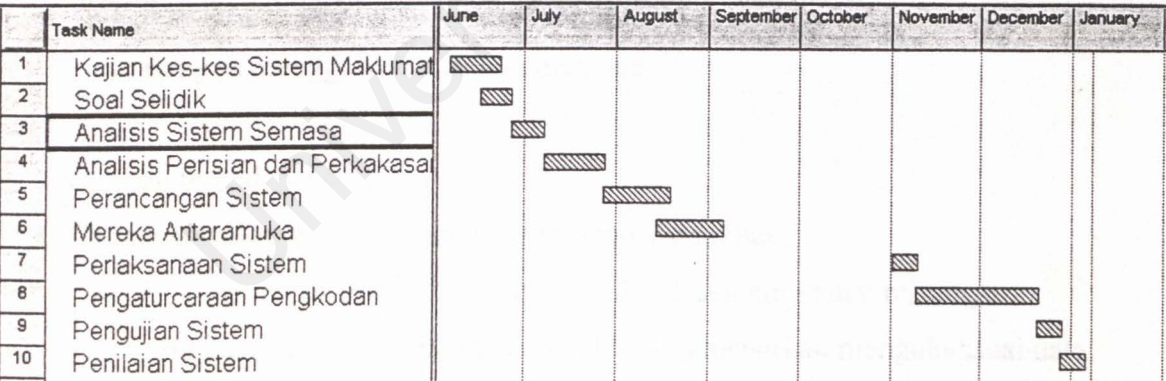 Task Name June July August September October November December January
1 Kajian Kes-kes Sistem Maklumat
2 Soal Selidik
3 Analisis Sistem Semasa
4 Analisis Perisian dan Perkakasa
5 Perancangan Sistem
6 Mereka Antaramuka
7 Perlaksanaan Sistem
8 Pengaturcaraan Pengkodan
9 Pengujian Sistem
10 Penilaian Sistem